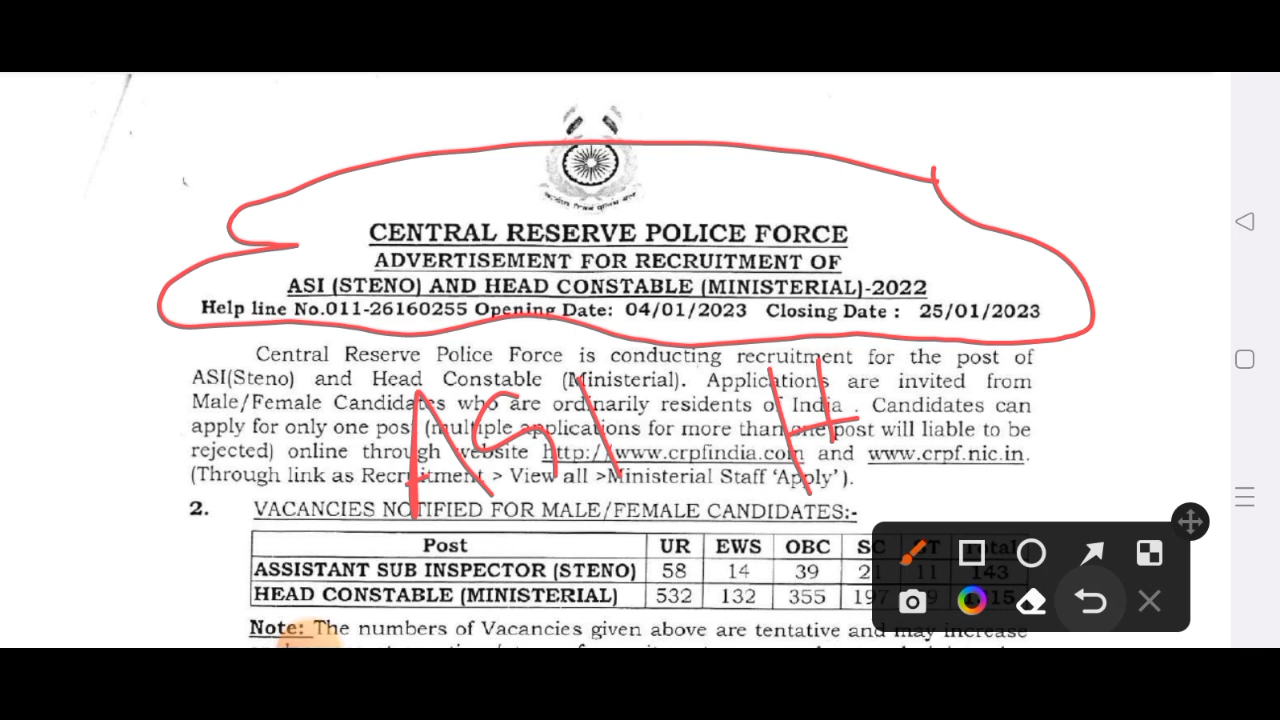 CENTRAL RESERVE POLICE FORCE
ADVERTISEMENT FOR RECRUITMENT OF
ASI (STENO) AND HEAD CONSTABLE (MINISTERIAL)-2022
Help line No.011-26160255 Opening Date: 04/01/2023 Closing Date : 25/01/2023
Central Reserve Police Force is conducting recruitment for the post of
ASI(Steno) and Head Constable (Ministerial). Applications are invited from
Male/Female Candidates who are ordinarily residents of India . Candidates can
apply for only one post (multiple applications for more than one post will liable to be
rejected) online through website http://www.crpfindia.com and www.crpf.nic.in.
(Through link as Recruitment > View all >Ministerial Staff 'Apply').
ASI H
2. VACANCIES NOTIFIED FOR MALE/FEMALE CANDIDATES:-
Post UR EWS OBC SC ST Total
ASSISTANT SUB INSPECTOR (STENO) 58 14 39 21 11 143
HEAD CONSTABLE (MINISTERIAL) 532 132 355 197
Note: The numbers of Vacancies given above are tentative and may increase